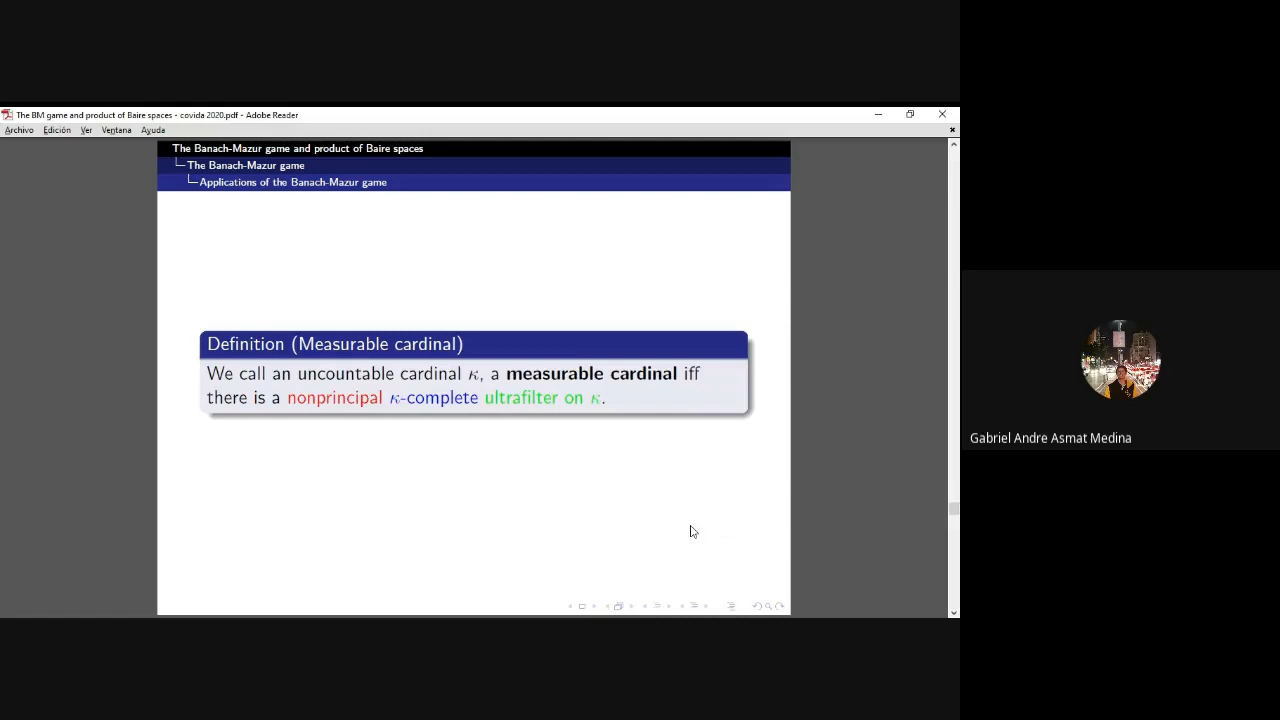 The BM game and product of Baire spaces - covida 2020.pdf - Adobe Reader
Archivo Edición Ver Ventana Ayuda
The Banach-Mazur game and product of Baire spaces
The Banach-Mazur game
Applications of the Banach-Mazur game
Definition (Measurable cardinal)
We call an uncountable cardinal κ, a measurable cardinal iff
there is a nonprincipal κ-complete ultrafilter on κ.
Gabriel Andre Asmat Medina